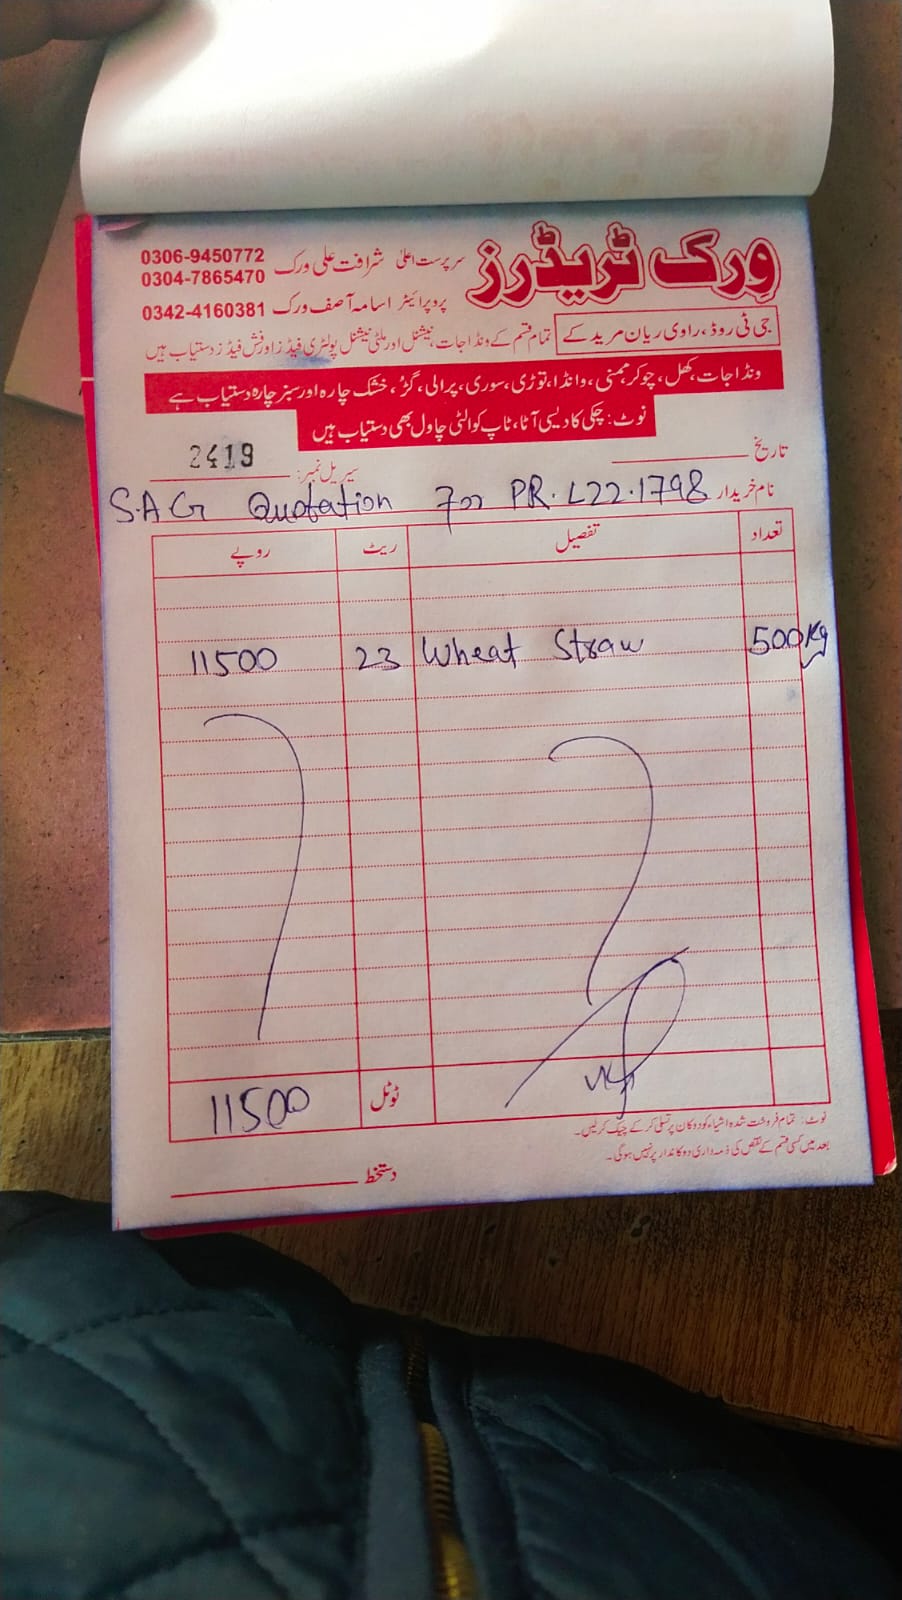 ورک ٹریڈرز
سرپرست اعلیٰ شرافت علی ورک 0306-9450772
0304-7865470
پروپرائیٹر اسامہ آصف ورک 0342-4160381
جی ٹی روڈ، راوی ریان مریدکے
تمام قسم کے ونڈا جات، نیشنل اور ملٹی نیشنل پولٹری فیڈز اور فش فیڈز دستیاب ہیں
ونڈا جات، کھل، چوکر، ممنی، وانڈا، توڑی، سوری، پرالی، گڑ، خشک چارہ اور سبز چارہ دستیاب ہے
نوٹ: چکی کا دیسی آٹا، ٹاپ کوالٹی چاول بھی دستیاب ہیں
تاریخ
سیریل نمبر: 2419
نام خریدار S.A.G Quotation For PR.L22.1798
تعداد تفصیل ریٹ روپے
500Kg Wheat Straw 23 11500
ٹوٹل 11500
نوٹ: تمام فروخت شدہ اشیاء کو دوکان پر تسلی کر کے چیک کر لیں۔
بعد میں کسی قسم کے نقص کی ذمہ داری دوکاندار پر نہیں ہوگی۔
دستخط